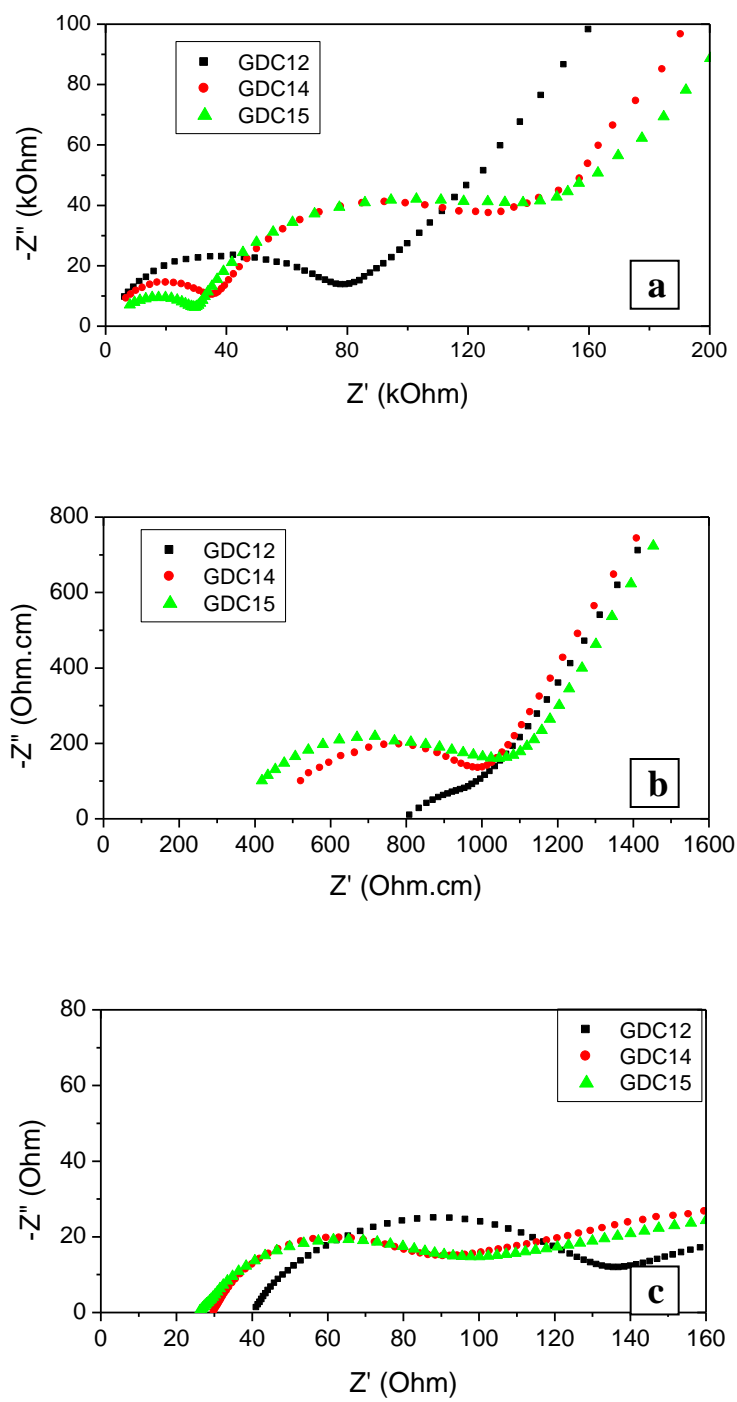 100
80
60
40
20
0
-Z" (kOhm)
GDC12
GDC14
GDC15
a
0 40 80 120 160 200
Z' (kOhm)
800
600
400
200
0
-Z" (Ohm.cm)
GDC12
GDC14
GDC15
b
0 200 400 600 800 1000 1200 1400 1600
Z' (Ohm.cm)
80
60
40
20
0
-Z" (Ohm)
GDC12
GDC14
GDC15
c
0 20 40 60 80 100 120 140 160
Z' (Ohm)